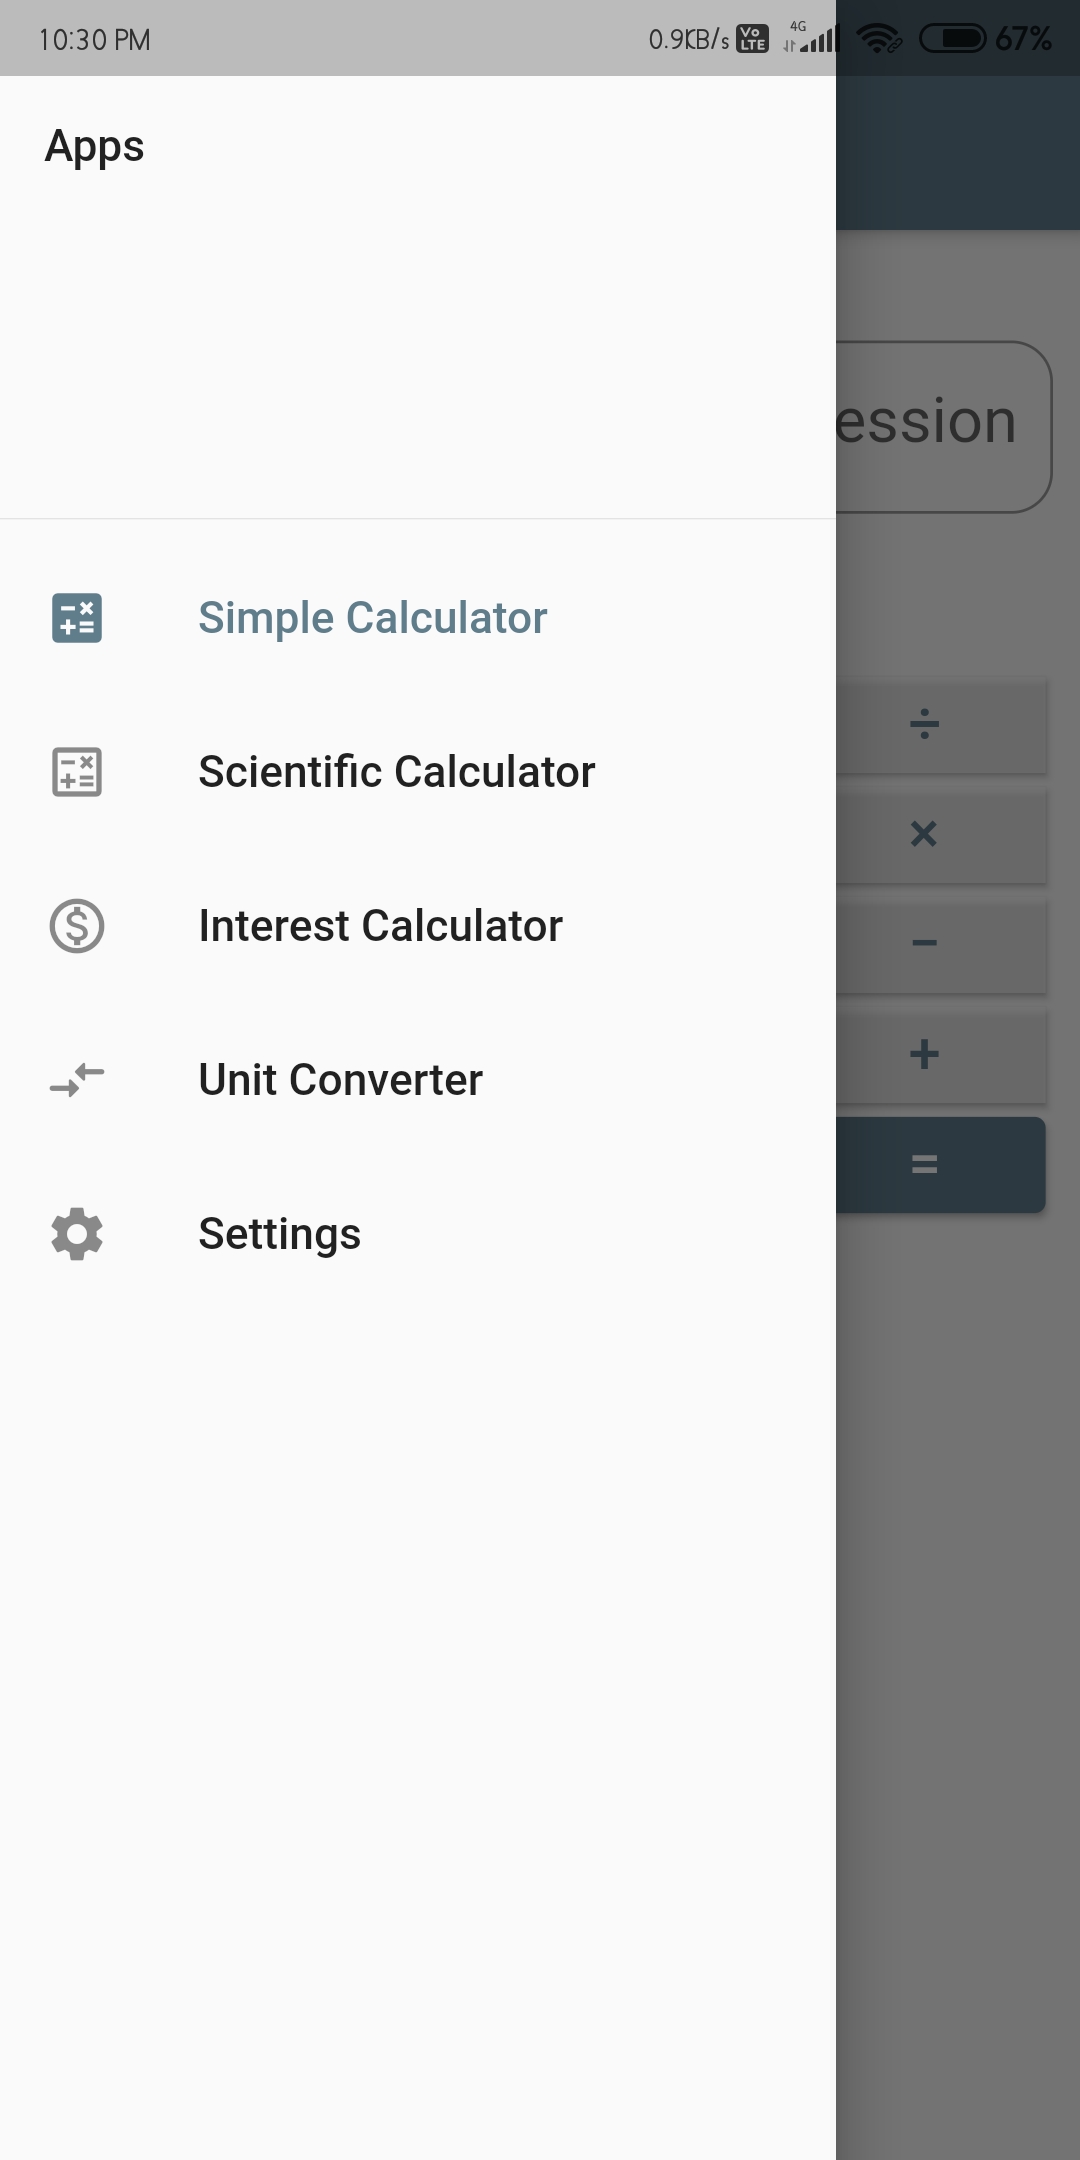 10:30 PM 0.9KB/s Vo LTE 4G 67%
Apps
ession
Simple Calculator
÷
Scientific Calculator
×
Interest Calculator
−
Unit Converter
+
=
Settings